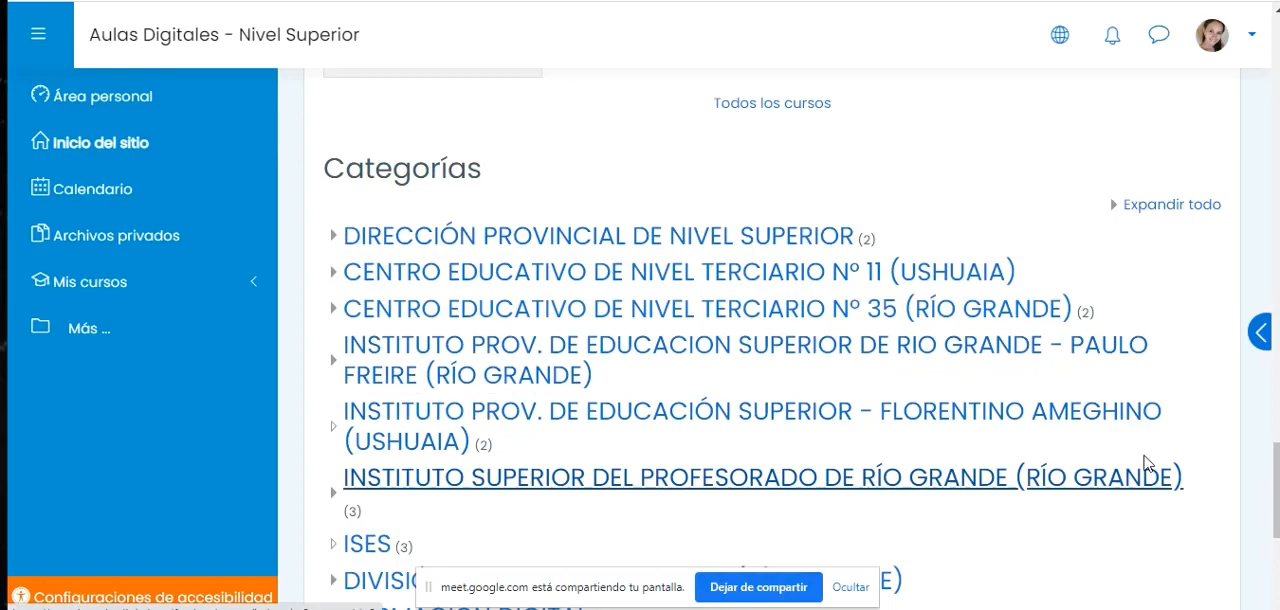 Aulas Digitales - Nivel Superior
Área personal
Inicio del sitio
Calendario
Archivos privados
Mis cursos
Más ...
Configuraciones de accesibilidad
Todos los cursos
Categorías
Expandir todo
DIRECCIÓN PROVINCIAL DE NIVEL SUPERIOR (2)
CENTRO EDUCATIVO DE NIVEL TERCIARIO Nº 11 (USHUAIA)
CENTRO EDUCATIVO DE NIVEL TERCIARIO Nº 35 (RÍO GRANDE) (2)
INSTITUTO PROV. DE EDUCACION SUPERIOR DE RIO GRANDE - PAULO
FREIRE (RÍO GRANDE)
INSTITUTO PROV. DE EDUCACIÓN SUPERIOR - FLORENTINO AMEGHINO
(USHUAIA) (2)
INSTITUTO SUPERIOR DEL PROFESORADO DE RÍO GRANDE (RÍO GRANDE)
(3)
ISES (3)
meet.google.com está compartiendo tu pantalla. Dejar de compartir Ocultar